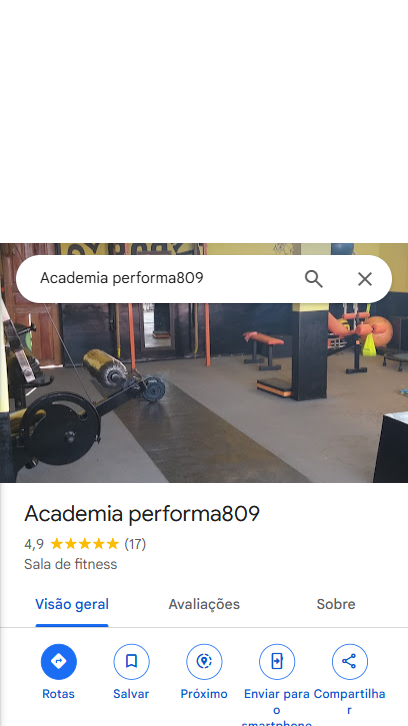 Academia performa809
Academia performa809
4,9 ★★★★★ (17)
Sala de fitness
Visão geral Avaliações Sobre
Rotas Salvar Próximo Enviar para o smartphone Compartilhar